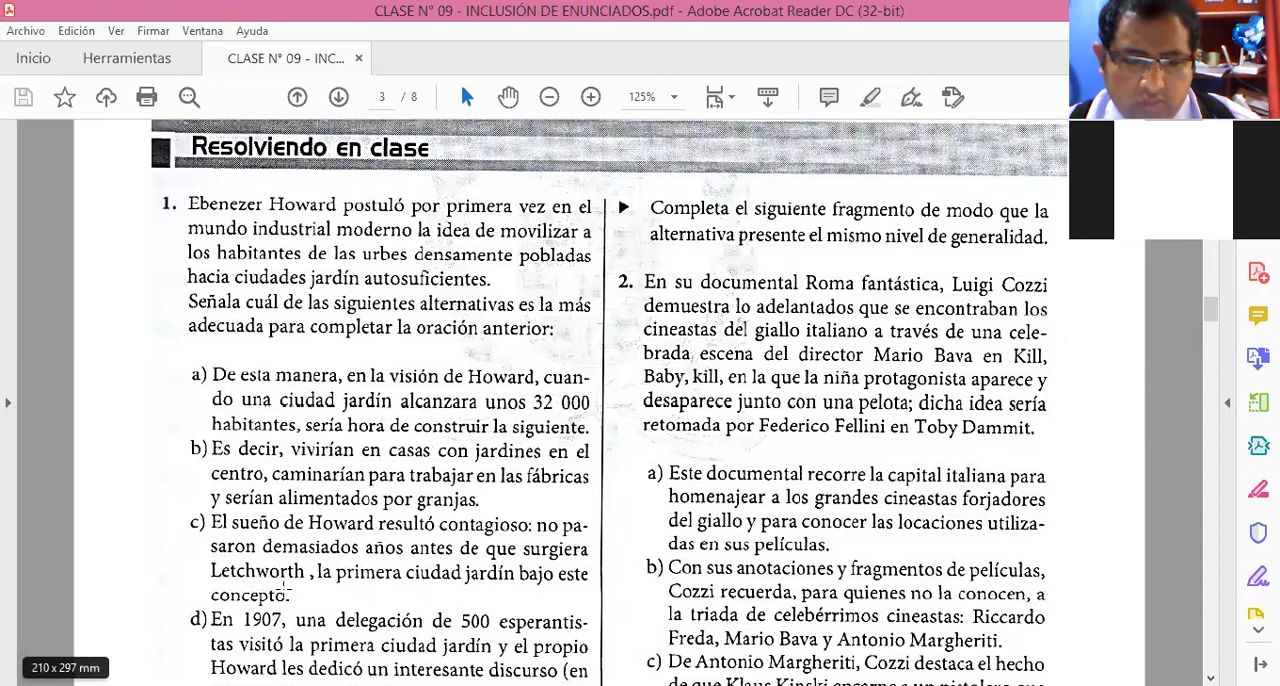 CLASE N° 09 - INCLUSIÓN DE ENUNCIADOS.pdf - Adobe Acrobat Reader DC (32-bit)
Archivo Edición Ver Firmar Ventana Ayuda
Inicio Herramientas CLASE N° 09 - INC... ×
3 / 8 125%
Resolviendo en clase
1. Ebenezer Howard postuló por primera vez en el
mundo industrial moderno la idea de movilizar a
los habitantes de las urbes densamente pobladas
hacia ciudades jardín autosuficientes.
Señala cuál de las siguientes alternativas es la más
adecuada para completar la oración anterior:
a) De esta manera, en la visión de Howard, cuan-
do una ciudad jardín alcanzara unos 32 000
habitantes, sería hora de construir la siguiente.
b) Es decir, vivirían en casas con jardines en el
centro, caminarían para trabajar en las fábricas
y serían alimentados por granjas.
c) El sueño de Howard resultó contagioso: no pa-
saron demasiados años antes de que surgiera
Letchworth , la primera ciudad jardín bajo este
concepto.
d) En 1907, una delegación de 500 esperantis-
tas visitó la primera ciudad jardín y el propio
Howard les dedicó un interesante discurso (en
Completa el siguiente fragmento de modo que la
alternativa presente el mismo nivel de generalidad.
2. En su documental Roma fantástica, Luigi Cozzi
demuestra lo adelantados que se encontraban los
cineastas del giallo italiano a través de una cele-
brada escena del director Mario Bava en Kill,
Baby, kill, en la que la niña protagonista aparece y
desaparece junto con una pelota; dicha idea sería
retomada por Federico Fellini en Toby Dammit.
a) Este documental recorre la capital italiana para
homenajear a los grandes cineastas forjadores
del giallo y para conocer las locaciones utiliza-
das en sus películas.
b) Con sus anotaciones y fragmentos de películas,
Cozzi recuerda, para quienes no la conocen, a
la triada de celebérrimos cineastas: Riccardo
Freda, Mario Bava y Antonio Margheriti.
c) De Antonio Margheriti, Cozzi destaca el hecho
de que Klaus Kinski encarne a un pistolero que
210 x 297 mm